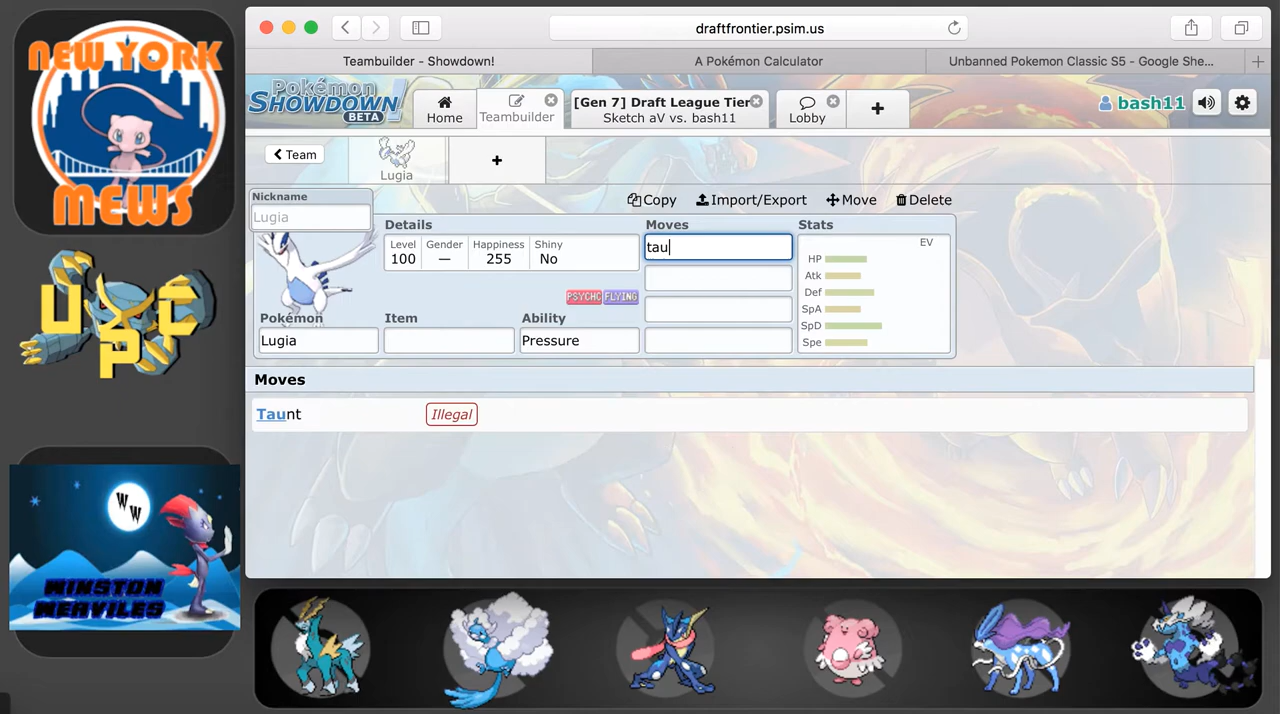 NEW YORK
MEWS
UPC
WW
WINSTON
WEAVILES
draftfrontier.psim.us
Teambuilder - Showdown!
A Pokémon Calculator
Unbanned Pokemon Classic S5 - Google She...
Pokémon
SHOWDOWN!
BETA
Home
Teambuilder
[Gen 7] Draft League Tier
Sketch aV vs. bash11
Lobby
bash11
Team
Lugia
Nickname
Lugia
Copy
Import/Export
Move
Delete
Details
Moves
Stats
Level
Gender
Happiness
Shiny
100
—
255
No
tau
EV
HP
Atk
Def
SpA
SpD
Spe
PSYCHC
FLYING
Pokémon
Item
Ability
Lugia
Pressure
Moves
Taunt
Illegal